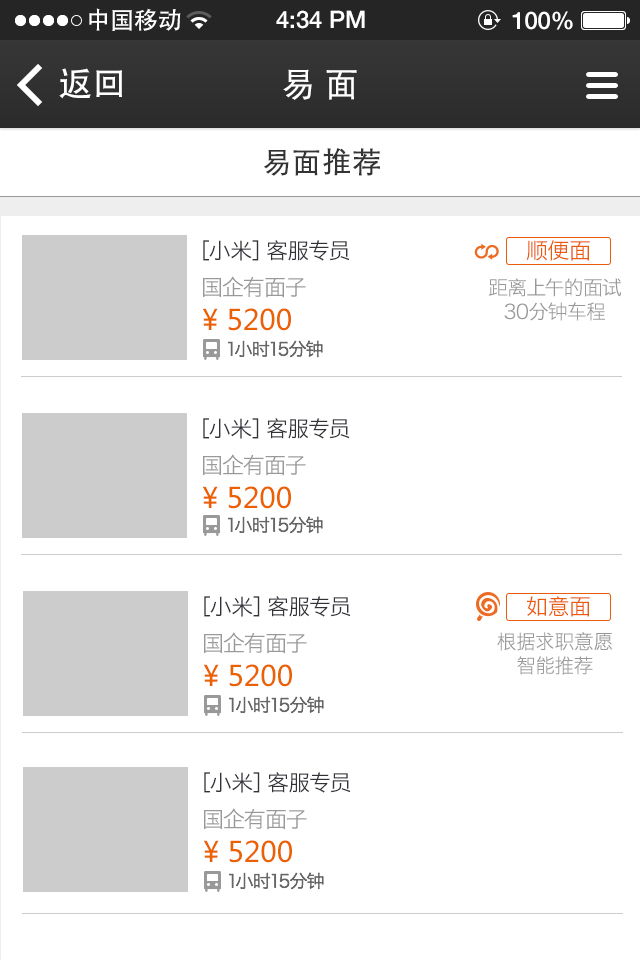 中国移动 4:34 PM 100%
返回 易 面
易面推荐
[小米] 客服专员 顺便面
国企有面子 距离上午的面试
¥ 5200 30分钟车程
1小时15分钟
[小米] 客服专员
国企有面子
¥ 5200
1小时15分钟
[小米] 客服专员 如意面
国企有面子 根据求职意愿
¥ 5200 智能推荐
1小时15分钟
[小米] 客服专员
国企有面子
¥ 5200
1小时15分钟